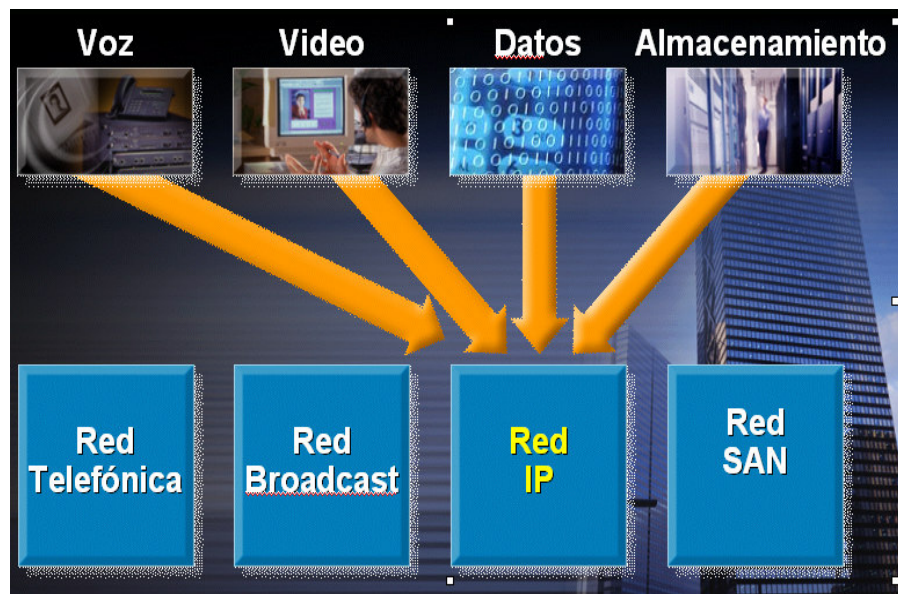 Voz
Video
Datos
Almacenamiento
Red
Telefónica
Red
Broadcast
Red
IP
Red
SAN